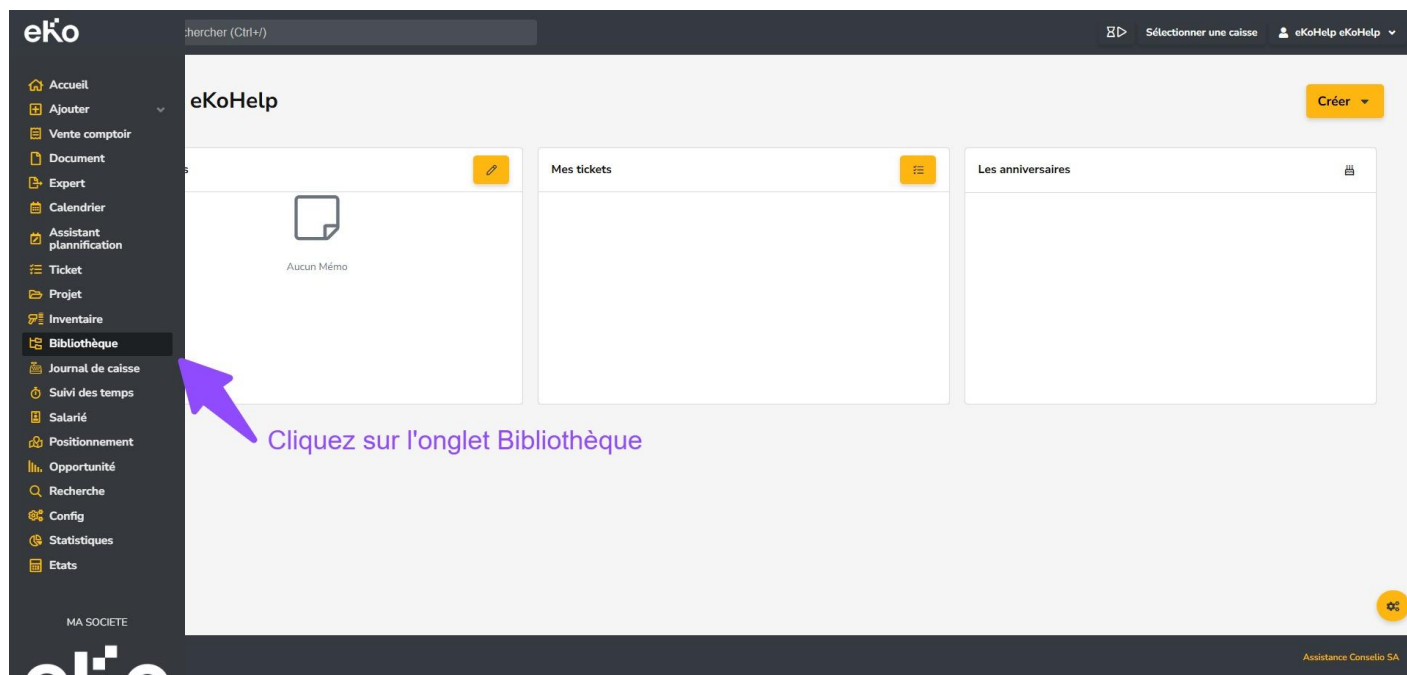 eKo
chercher (Ctrl+/)
Sélectionner une caisse
eKoHelp eKoHelp
Accueil
Ajouter
Vente comptoir
Document
Expert
Calendrier
Assistant
plannification
Ticket
Projet
Inventaire
Bibliothèque
Journal de caisse
Suivi des temps
Salarié
Positionnement
Opportunité
Recherche
Config
Statistiques
Etats
MA SOCIETE
eKo
eKoHelp
Créer
s
Aucun Mémo
Mes tickets
Les anniversaires
Cliquez sur l'onglet Bibliothèque
Assistance Conselio SA